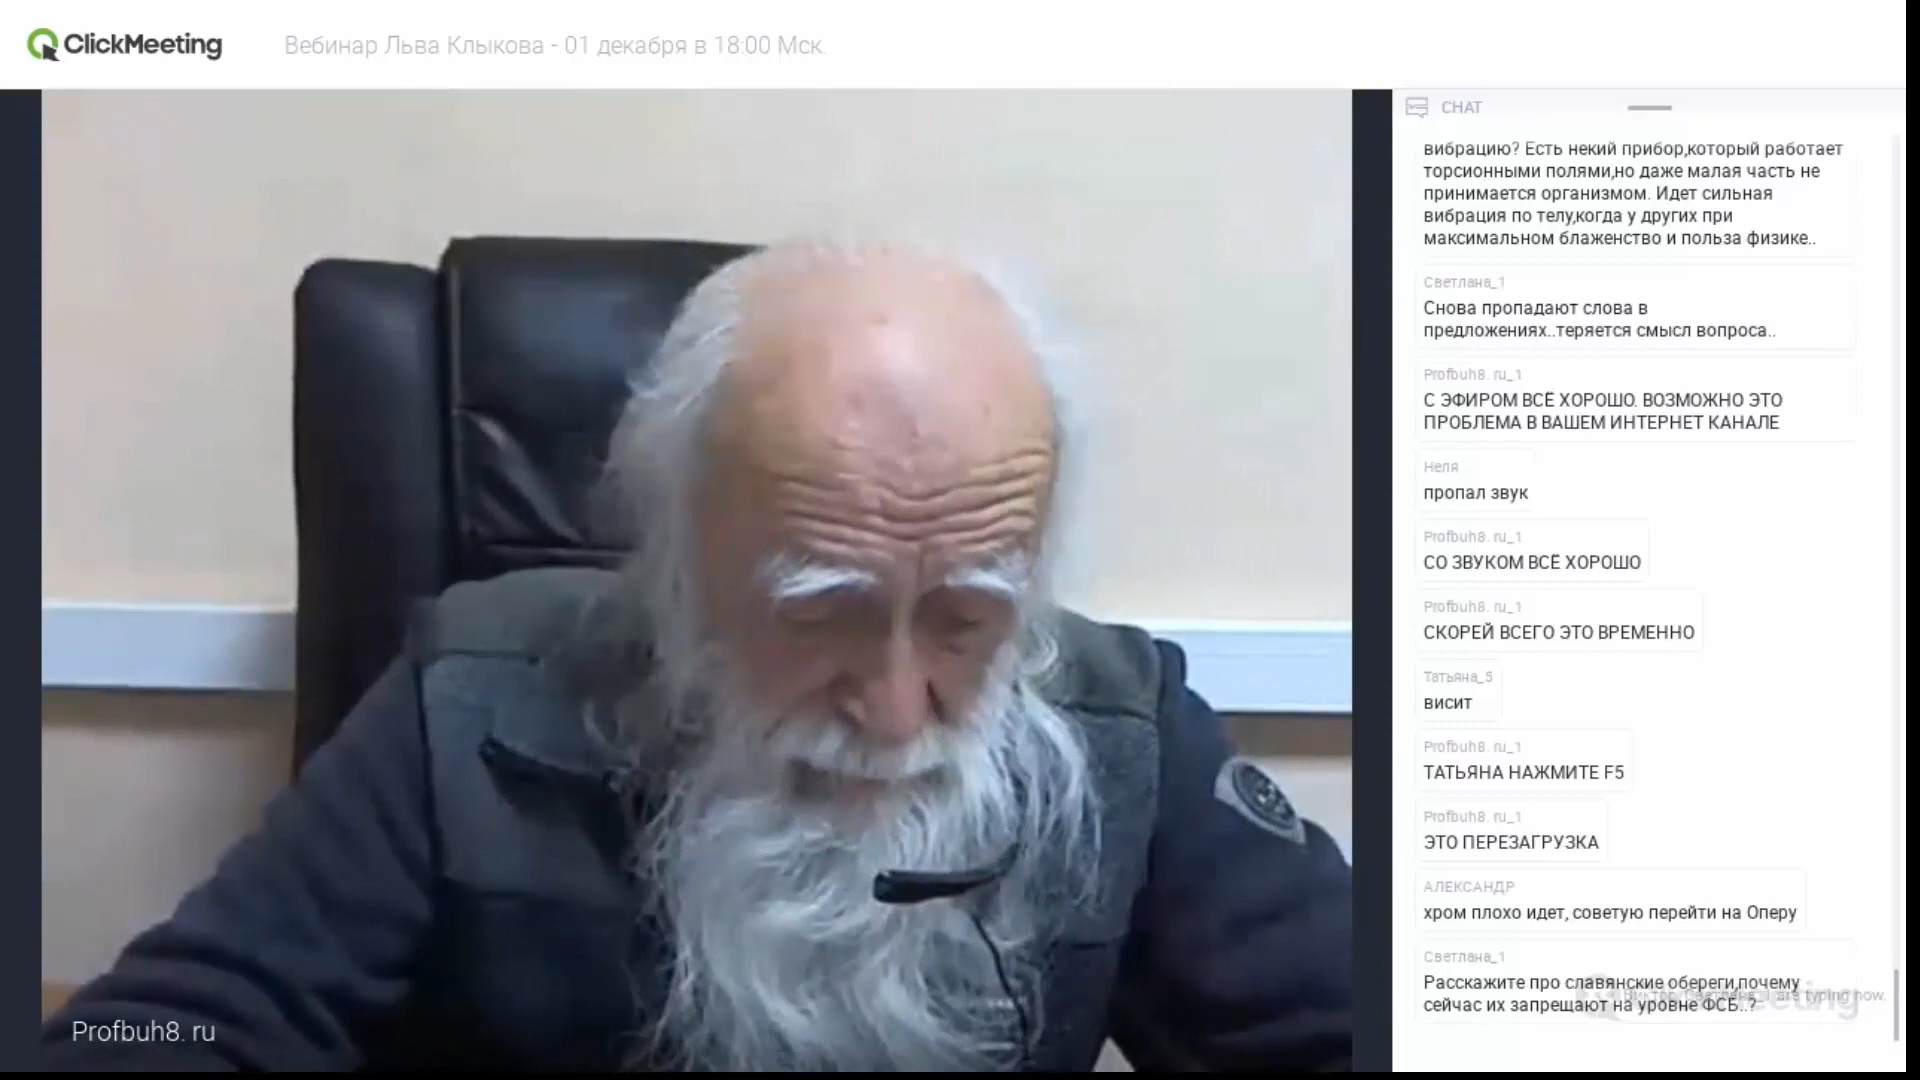 ClickMeeting
Вебинар Льва Клыкова - 01 декабря в 18:00 Мск.
CHAT
вибрацию? Есть некий прибор,который работает
торсионными полями,но даже малая часть не
принимается организмом. Идет сильная
вибрация по телу,когда у других при
максимальном блаженство и польза физике..
Светлана_1
Снова пропадают слова в
предложениях..теряется смысл вопроса..
Profbuh8. ru_1
С ЭФИРОМ ВСЁ ХОРОШО. ВОЗМОЖНО ЭТО
ПРОБЛЕМА В ВАШЕМ ИНТЕРНЕТ КАНАЛЕ
Неля
пропал звук
Profbuh8. ru_1
СО ЗВУКОМ ВСЁ ХОРОШО
Profbuh8. ru_1
СКОРЕЙ ВСЕГО ЭТО ВРЕМЕННО
Татьяна_5
висит
Profbuh8. ru_1
ТАТЬЯНА НАЖМИТЕ F5
Profbuh8. ru_1
ЭТО ПЕРЕЗАГРУЗКА
АЛЕКСАНДР
хром плохо идет, советую перейти на Оперу
Светлана_1
Расскажите про славянские обереги,почему
сейчас их запрещают на уровне ФСБ..?
are typing now.
Profbuh8. ru